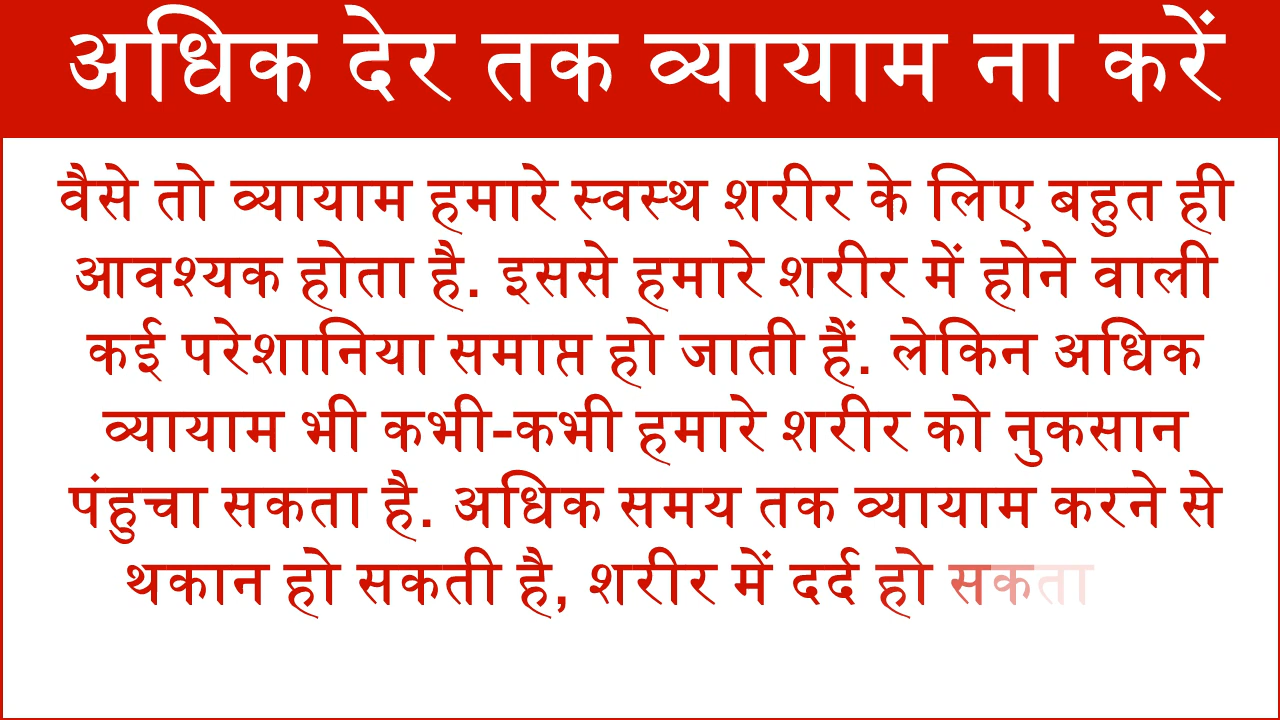 अधिक देर तक व्यायाम ना करें
वैसे तो व्यायाम हमारे स्वस्थ शरीर के लिए बहुत ही
आवश्यक होता है. इससे हमारे शरीर में होने वाली
कई परेशानिया समाप्त हो जाती हैं. लेकिन अधिक
व्यायाम भी कभी-कभी हमारे शरीर को नुकसान
पंहुचा सकता है. अधिक समय तक व्यायाम करने से
थकान हो सकती है, शरीर में दर्द हो सकता